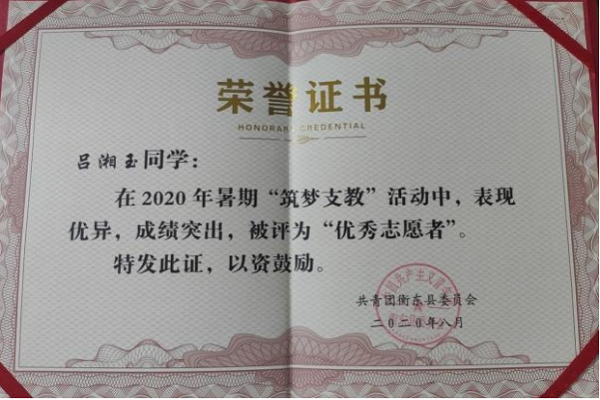 荣誉证书
HONORARY CREDENTIAL
吕湘玉同学：
在2020年暑期“筑梦支教”活动中，表现
优异，成绩突出，被评为“优秀志愿者”。
特发此证，以资鼓励。
共青团衡东县委员会
二〇二〇年八月